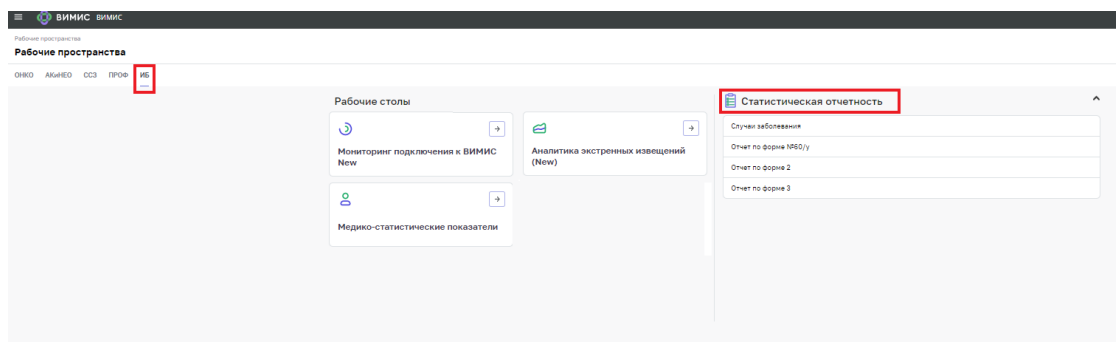 ВИМИС ВИМИС
Рабочие пространства
Рабочие пространства
ОНКО АКиНЕО ССЗ ПРОФ ИБ
Рабочие столы
Мониторинг подключения к ВИМИС
New
Аналитика экстренных извещений
(New)
Медико-статистические показатели
Статистическая отчетность
Случаи заболевания
Отчет по форме №60/у
Отчет по форме 2
Отчет по форме 3